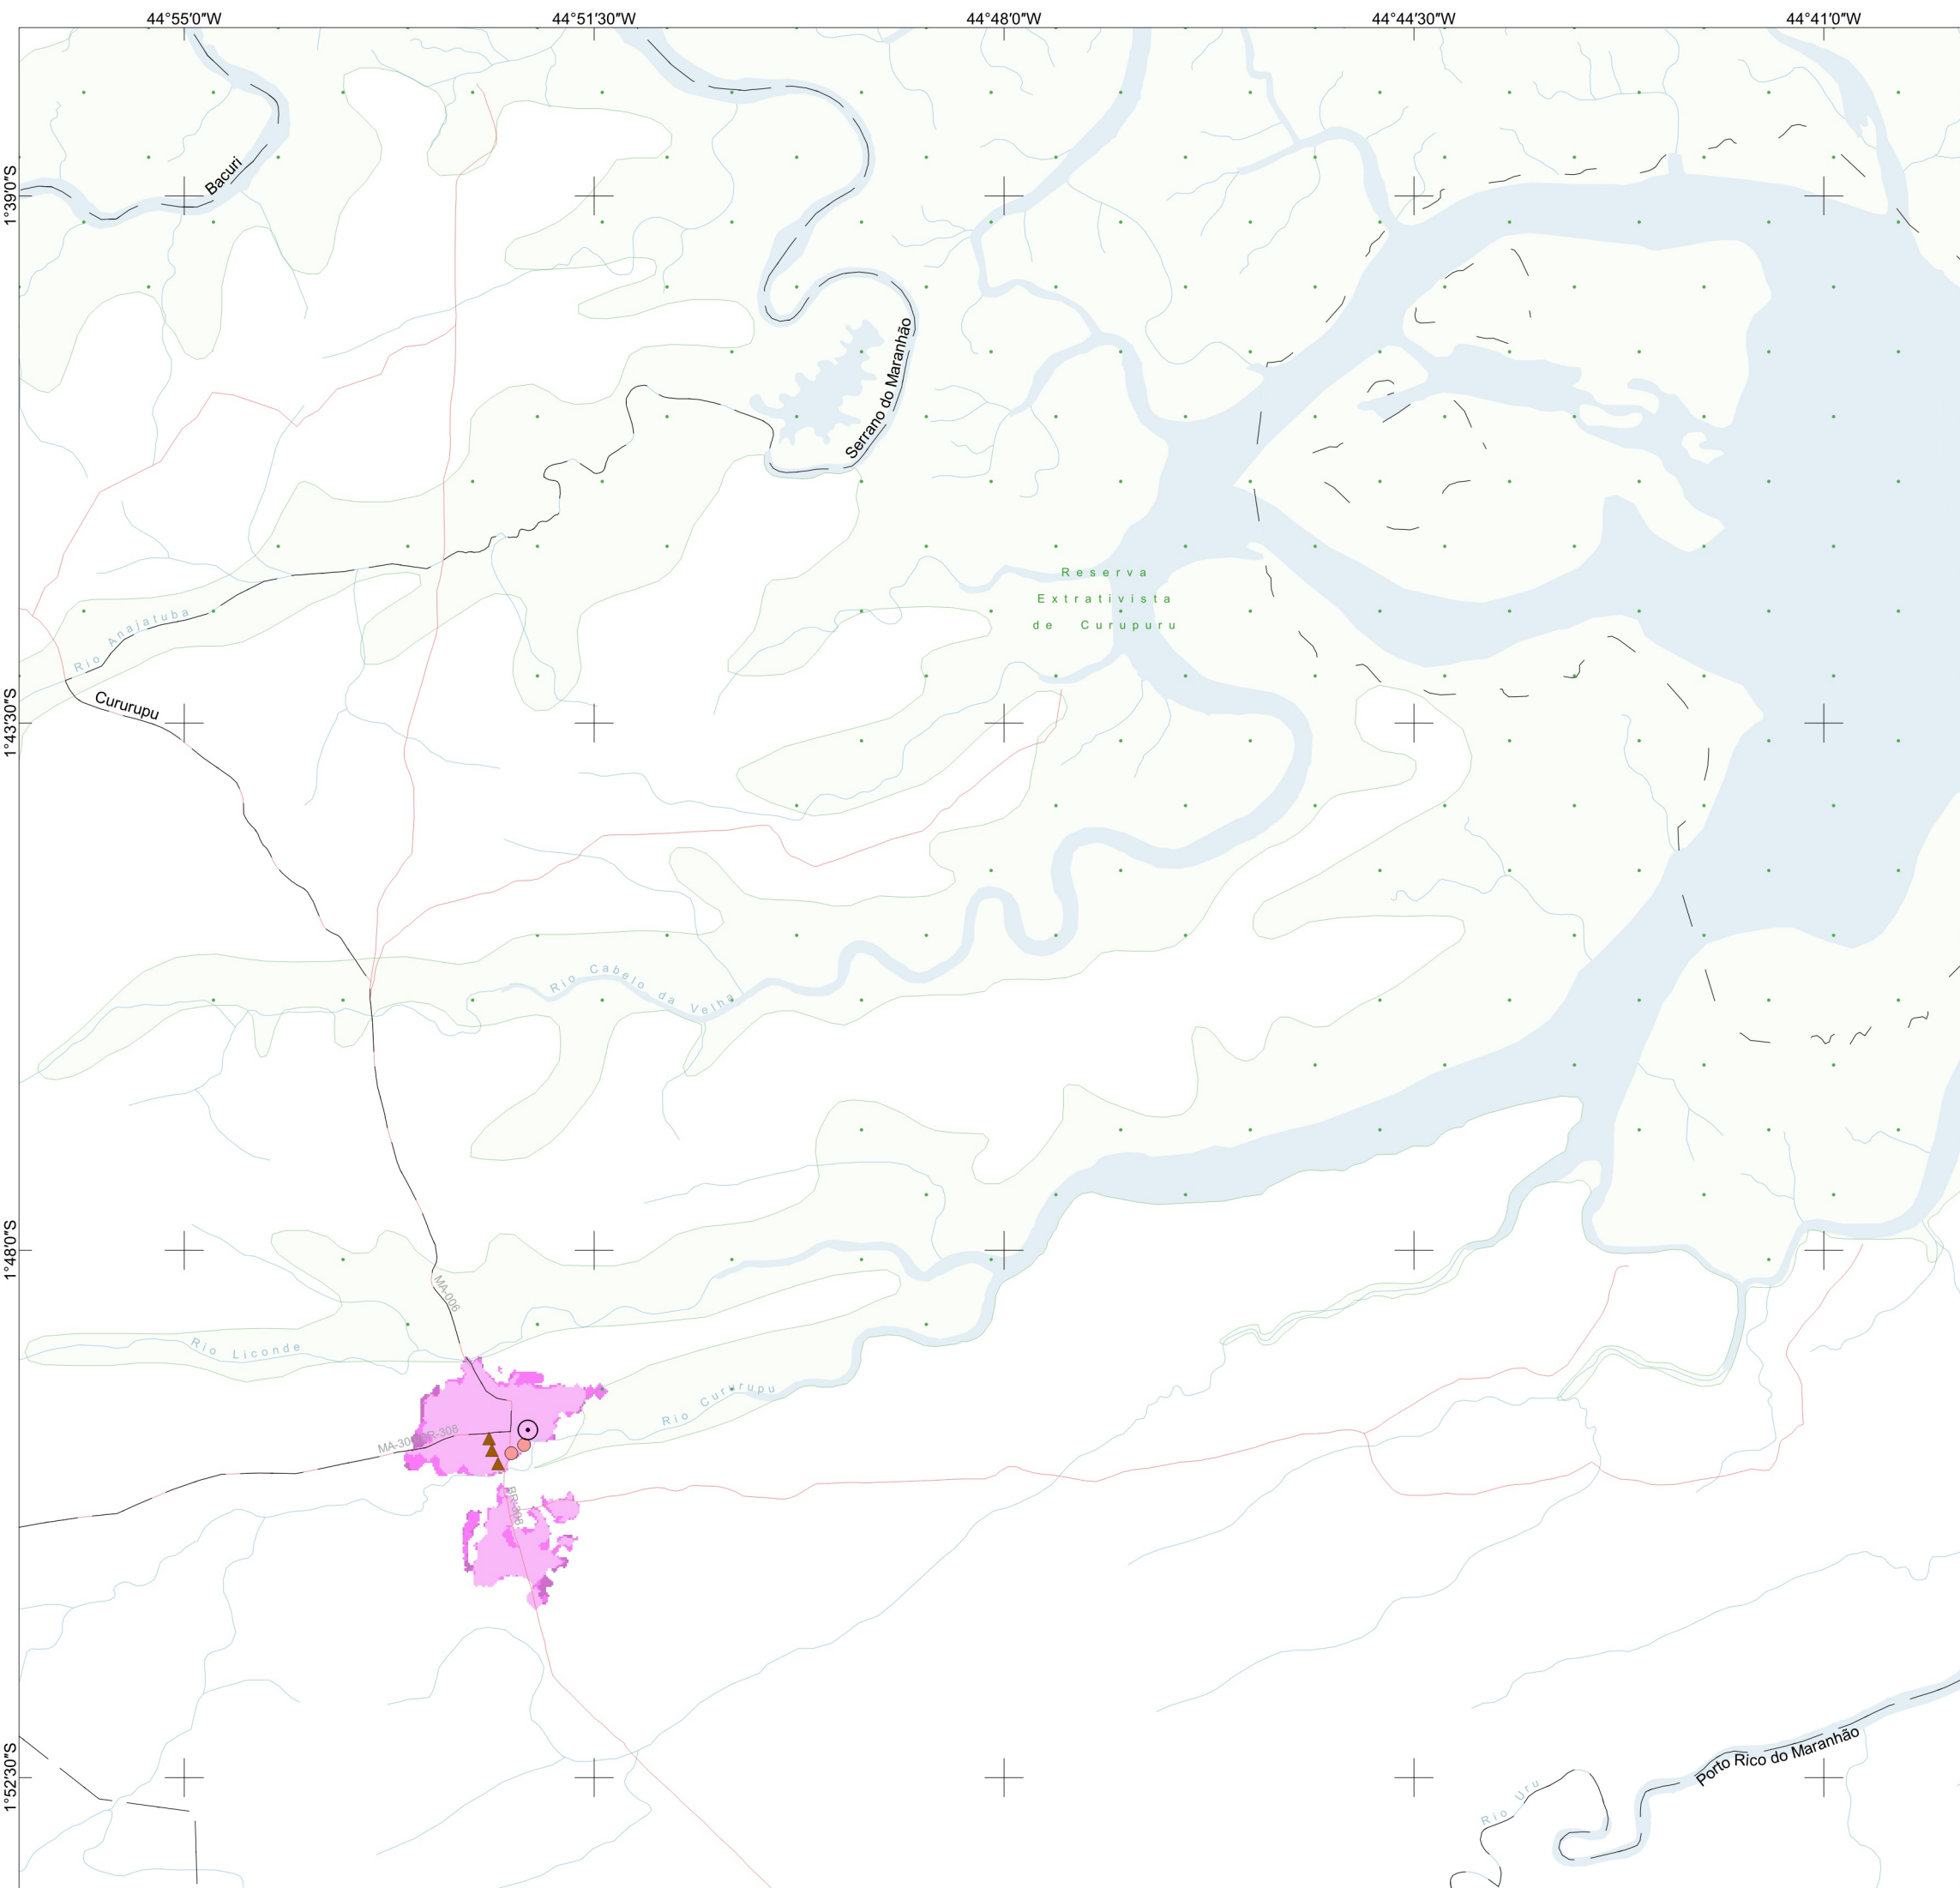 44°55'0"W
44°51'30"W
44°48'0"W
44°44'30"W
44°41'0"W
1°39'0"S
Bacuri
Serrano do Maranhão
Reserva
Extrativista
de Curupuru
Rio Anajatuba
Cururupu
1°43'30"S
Rio Cabelo da Velha
1°48'0"S
MA-006
Rio Liconde
Rio Cururupu
BR-308
1°52'30"S
Porto Rico do Maranhão
Rio Uru